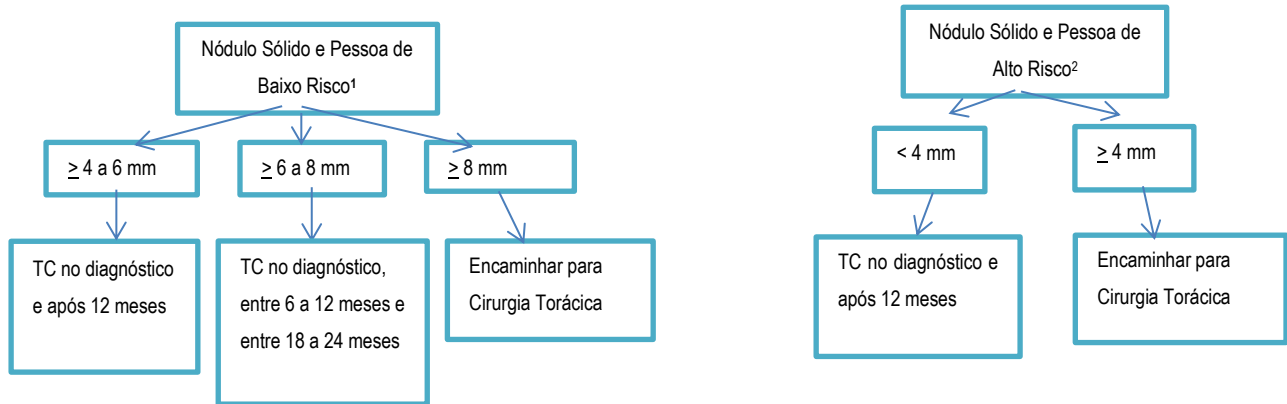 Nódulo Sólido e Pessoa de
Baixo Risco¹
≥ 4 a 6 mm
≥ 6 a 8 mm
≥ 8 mm
TC no diagnóstico
e após 12 meses
TC no diagnóstico,
entre 6 a 12 meses e
entre 18 a 24 meses
Encaminhar para
Cirurgia Torácica
Nódulo Sólido e Pessoa de
Alto Risco²
< 4 mm
≥ 4 mm
TC no diagnóstico e
após 12 meses
Encaminhar para
Cirurgia Torácica